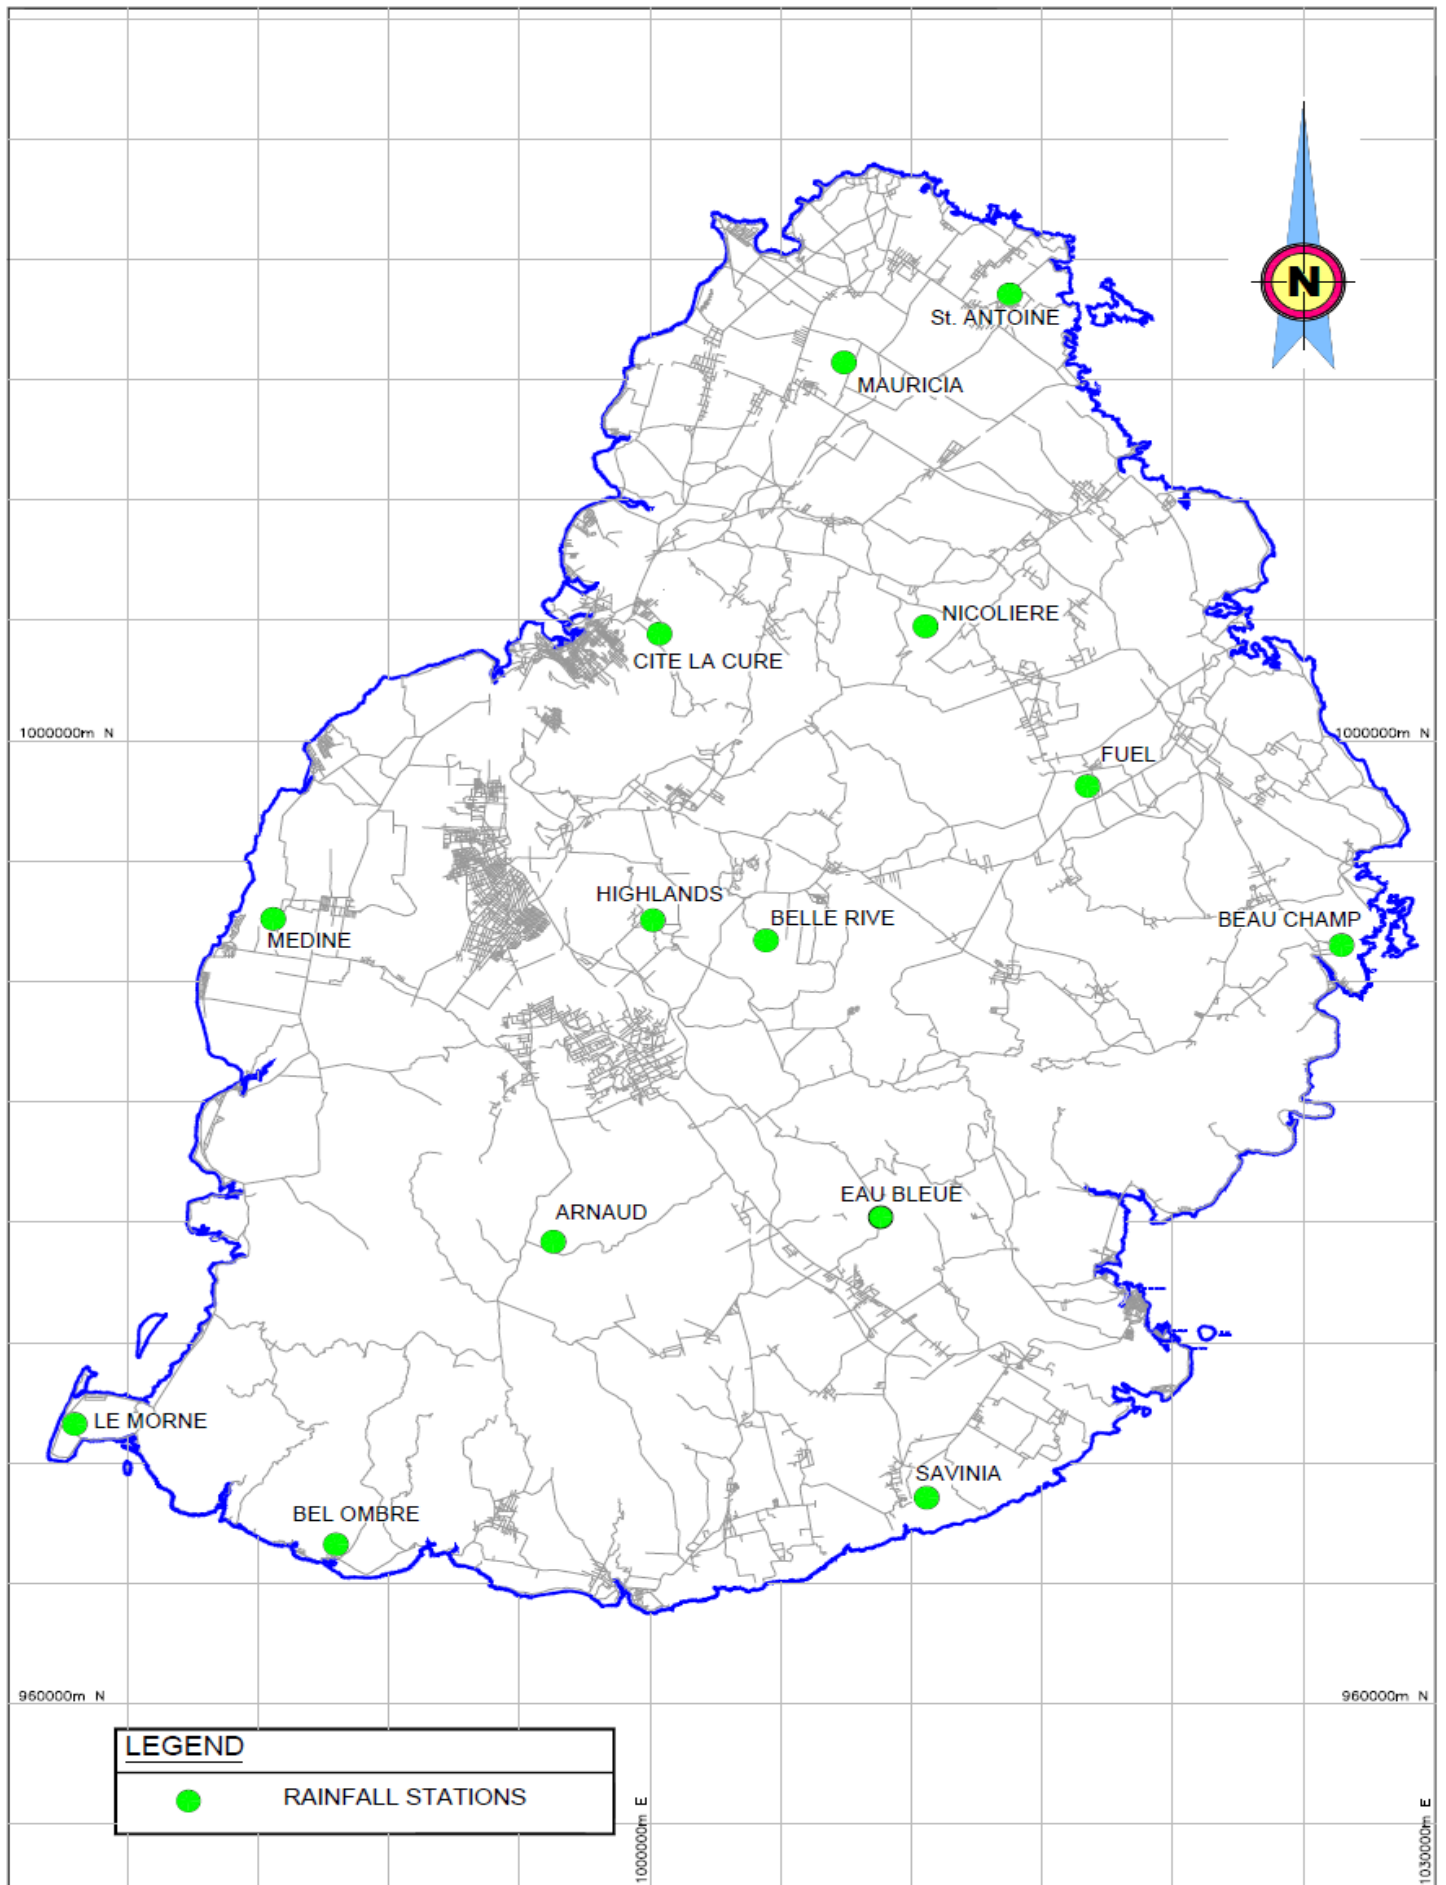 N
St. ANTOINE
MAURICIA
NICOLIERE
CITE LA CURE
1000000m N
1000000m N
FUEL
HIGHLANDS
BELLE RIVE
BEAU CHAMP
MEDINE
EAU BLEUE
ARNAUD
LE MORNE
SAVINIA
BEL OMBRE
960000m N
960000m N
LEGEND
RAINFALL STATIONS
1000000m E
1030000m E